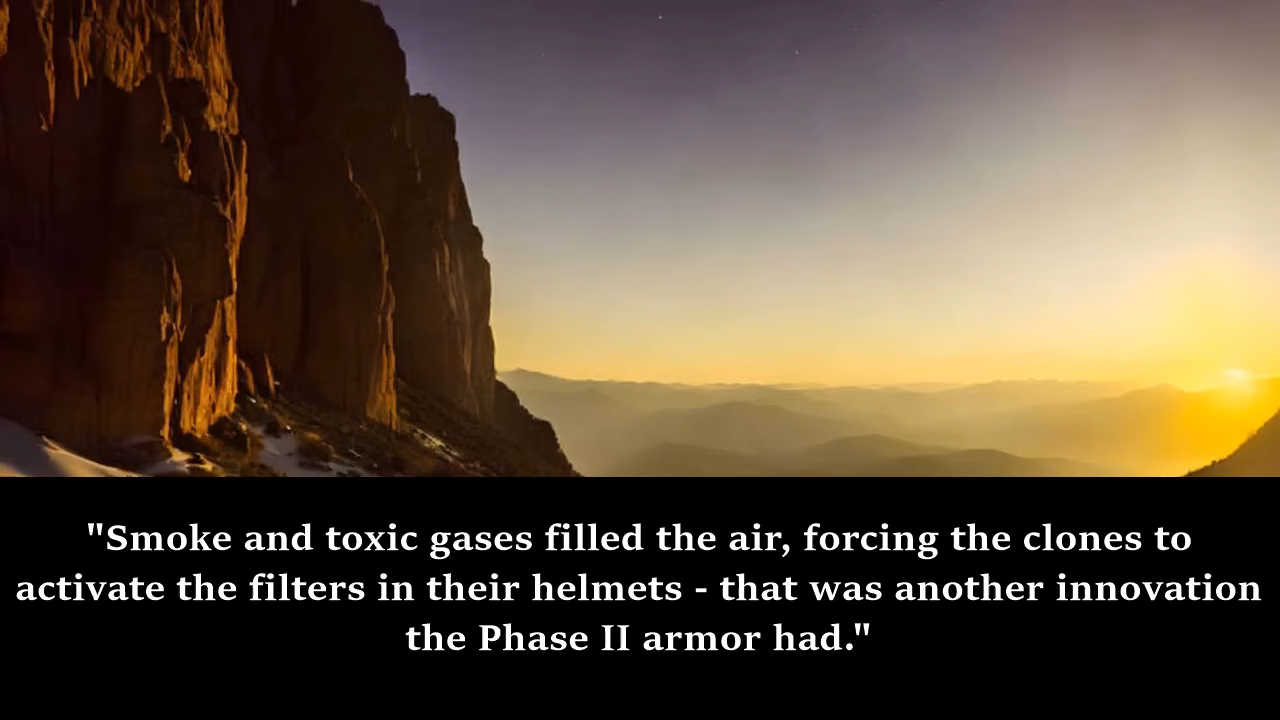 "Smoke and toxic gases filled the air, forcing the clones to
activate the filters in their helmets - that was another innovation
the Phase II armor had."